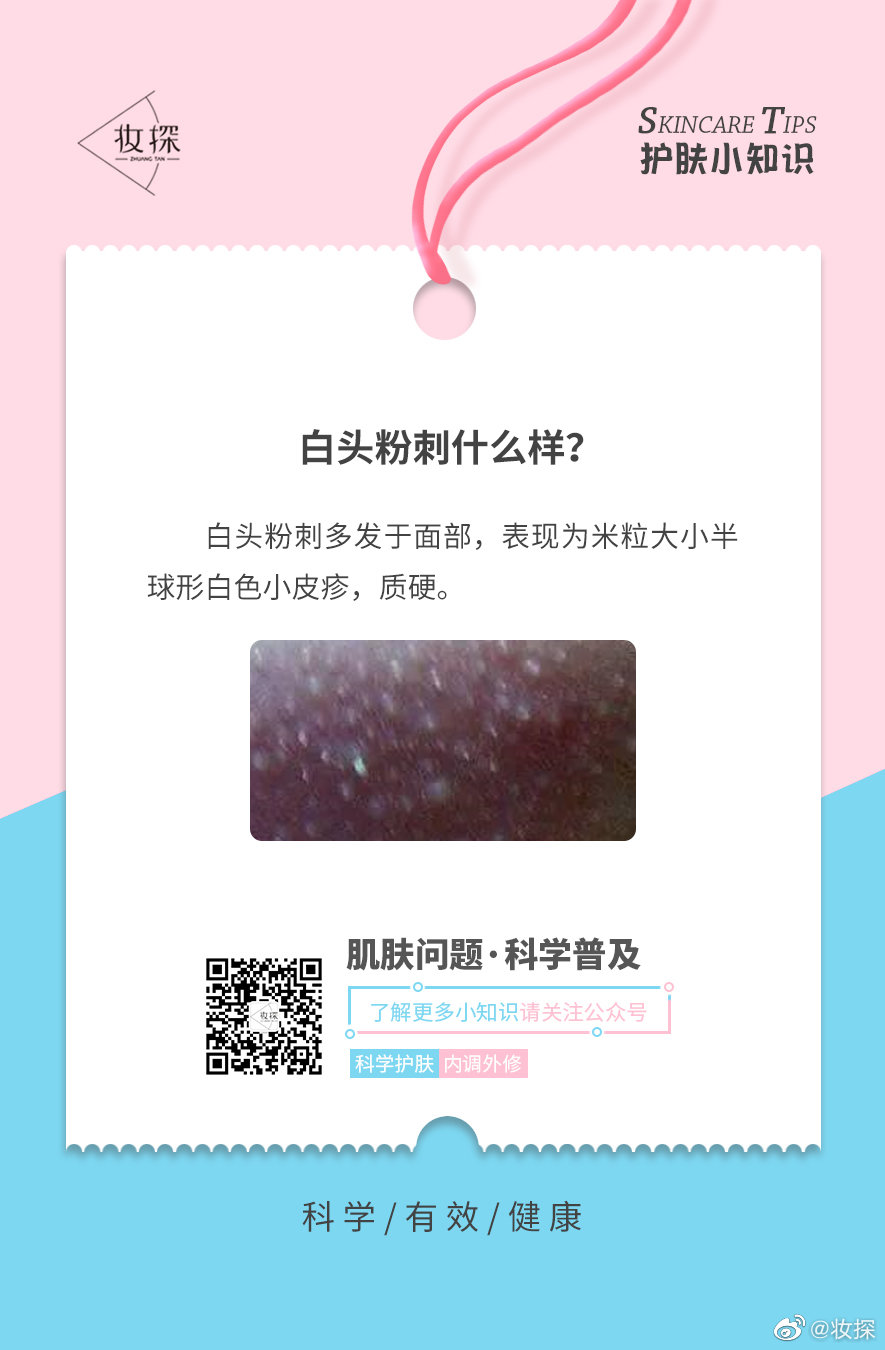 妆探
ZHUANG TAN
SKINCARE TIPS
护肤小知识
白头粉刺什么样？
白头粉刺多发于面部，表现为米粒大小半
球形白色小皮疹，质硬。
肌肤问题·科学普及
妆探
了解更多小知识请关注公众号
科学护肤 内调外修
科学/有效/健康
@妆探